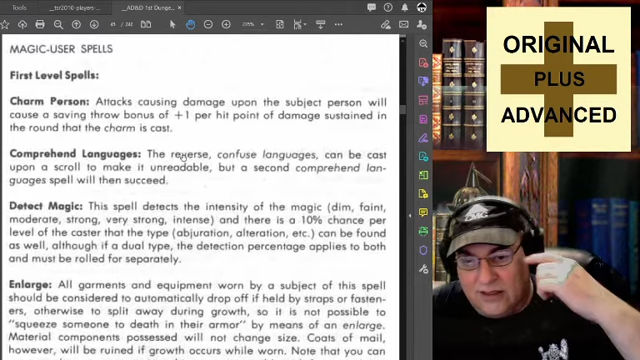 Tools
__tsr2010-players-...
__AD&D 1st Dunge...
242
MAGIC-USER SPELLS
First Level Spells:
Charm Person: Attacks causing damage upon the subject person will
cause a saving throw bonus of +1 per hit point of damage sustained in
the round that the charm is cast.
Comprehend Languages: The reverse, confuse languages, can be cast
upon a scroll to make it unreadable, but a second comprehend lan-
guages spell will then succeed.
Detect Magic: This spell detects the intensity of the magic (dim, faint,
moderate, strong, very strong, intense) and there is a 10% chance per
level of the caster that the type (abjuration, alteration, etc.) can be found
as well, although if a dual type, the detection percentage applies to both
and must be rolled for separately.
Enlarge: All garments and equipment worn by a subject of this spell
should be considered to automatically drop off if held by straps or fasten-
ers, otherwise to split away during growth, so it is not possible to
"squeeze someone to death in their armor" by means of an enlarge.
Material components possessed will not change size. Coats of mail,
however, will be ruined if growth occurs while worn. Note that you can
ORIGINAL
PLUS
ADVANCED